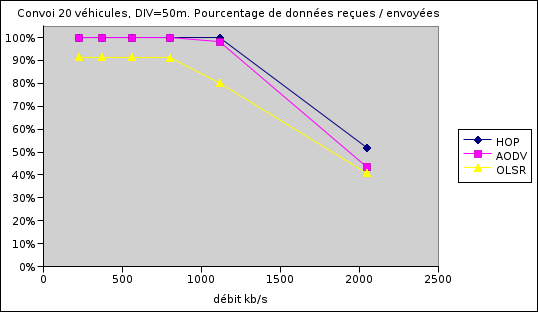 Convoi 20 véhicules, DIV=50m. Pourcentage de données reçues / envoyées
100%
90%
80%
70%
60%
50%
40%
30%
20%
10%
0%
0 500 1000 1500 2000 2500
débit kb/s
HOP
AODV
OLSR